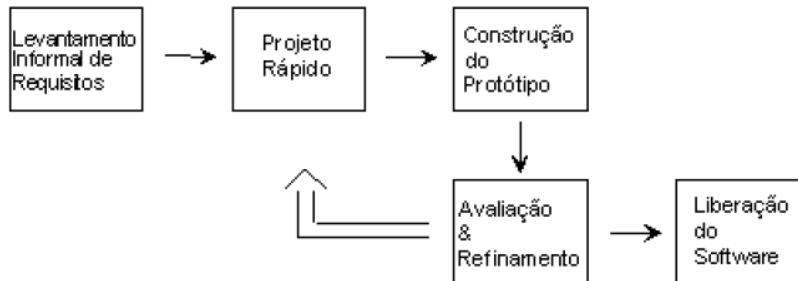 Levantamento
Informal de
Requisitos
Projeto
Rápido
Construção
do
Protótipo
Avaliação
&
Refinamento
Liberação
do
Software